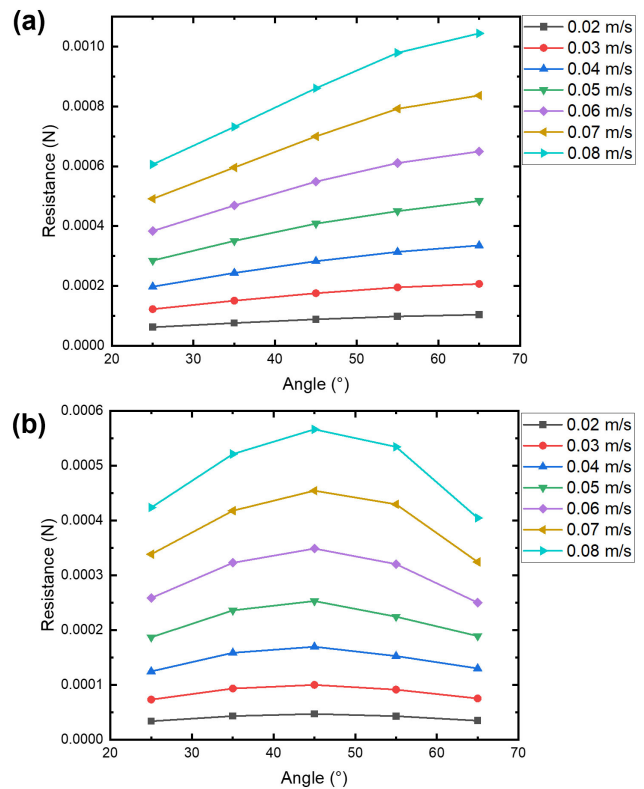 (a)
0.0010
0.0008
0.0006
0.0004
0.0002
0.0000
Resistance (N)
20 30 40 50 60 70
Angle (°)
0.02 m/s
0.03 m/s
0.04 m/s
0.05 m/s
0.06 m/s
0.07 m/s
0.08 m/s
(b)
0.0006
0.0005
0.0004
0.0003
0.0002
0.0001
0.0000
Resistance (N)
20 30 40 50 60 70
Angle (°)
0.02 m/s
0.03 m/s
0.04 m/s
0.05 m/s
0.06 m/s
0.07 m/s
0.08 m/s